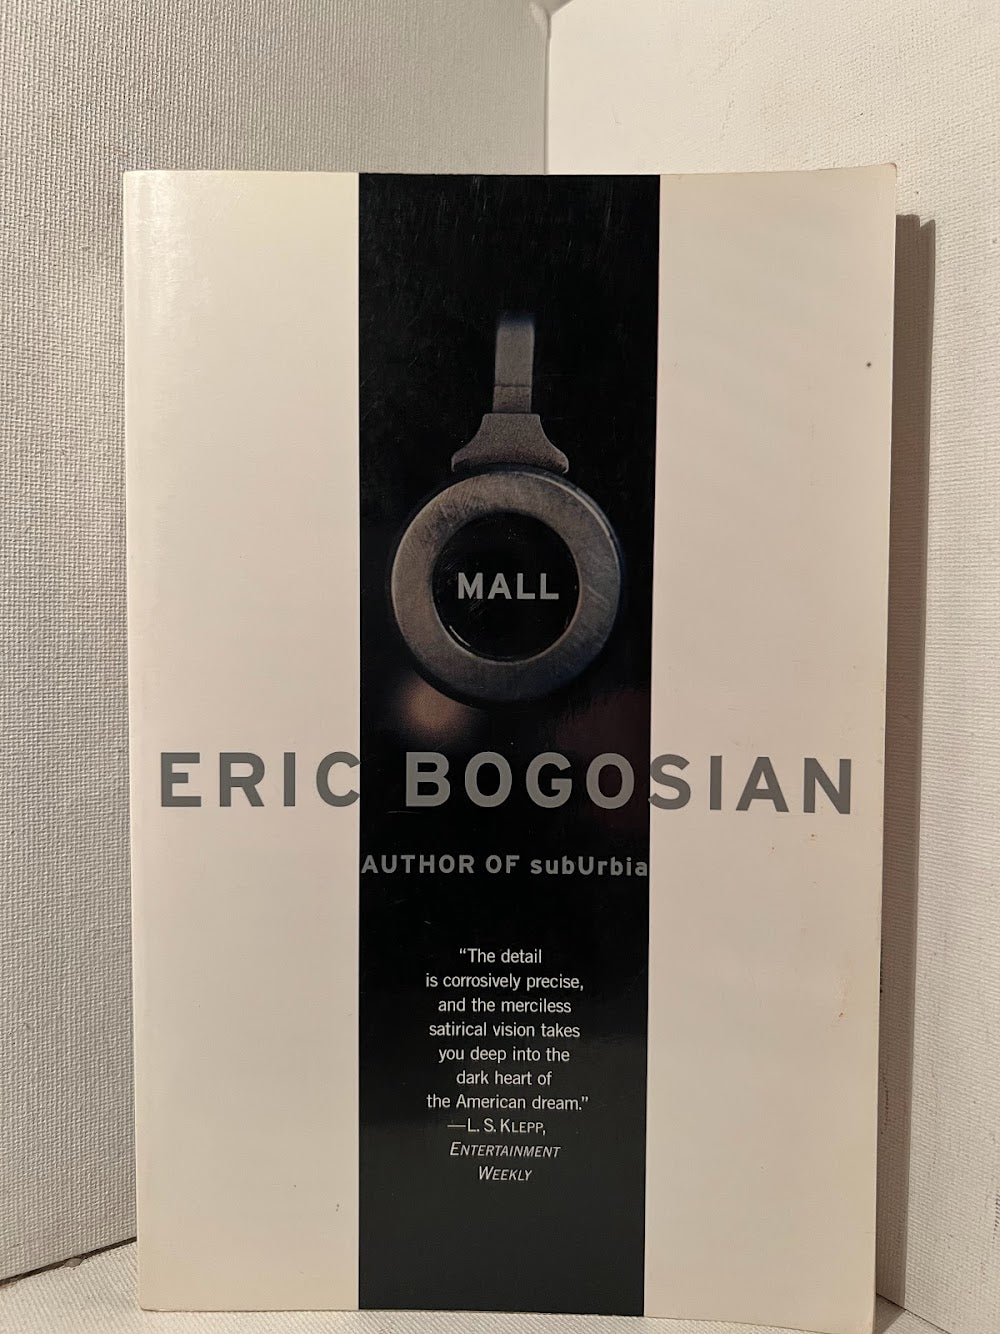 MALL
ERIC BOGOSIAN
AUTHOR OF subUrbia
“The detail
is corrosively precise,
and the merciless
satirical vision takes
you deep into the
dark heart of
the American dream.”
—L. S. KLEPP,
ENTERTAINMENT
WEEKLY